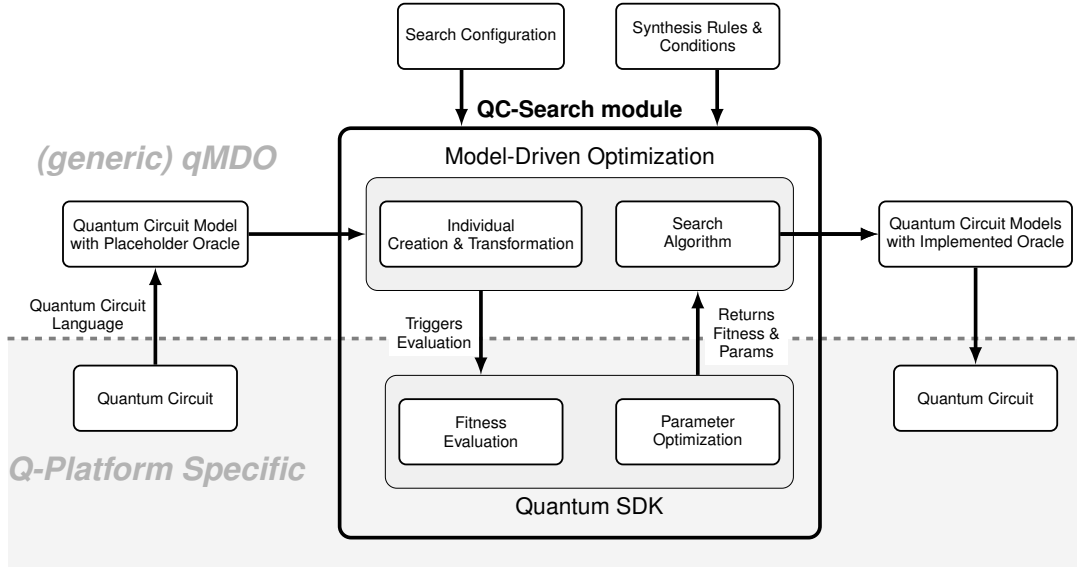 Search Configuration
Synthesis Rules &
Conditions
QC-Search module
(generic) qMDO
Model-Driven Optimization
Quantum Circuit Model
with Placeholder Oracle
Individual
Creation & Transformation
Search
Algorithm
Quantum Circuit Models
with Implemented Oracle
Quantum Circuit
Language
Triggers
Evaluation
Returns
Fitness &
Params
Quantum Circuit
Fitness
Evaluation
Parameter
Optimization
Quantum Circuit
Q-Platform Specific
Quantum SDK